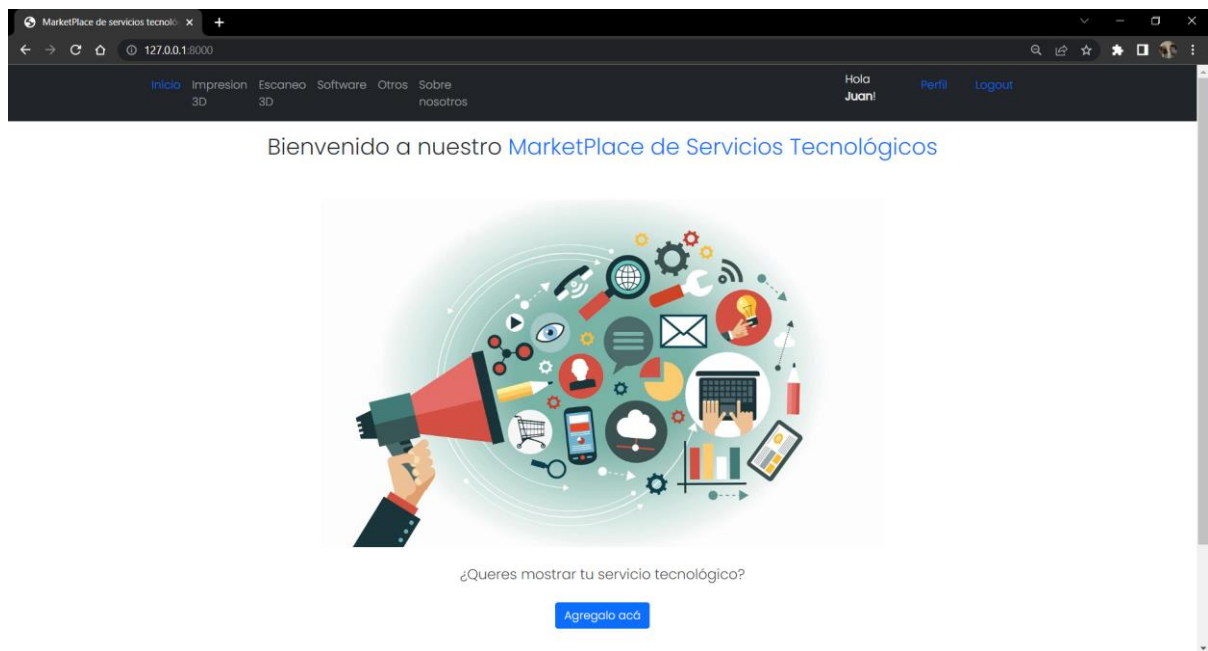 MarketPlace de servicios tecnoló
127.0.0.1:8000
Inicio Impresion Escaneo Software Otros Sobre Hola Perfil Logout
3D 3D nosotros Juan!
Bienvenido a nuestro MarketPlace de Servicios Tecnológicos
¿Queres mostrar tu servicio tecnológico?
Agregalo acá